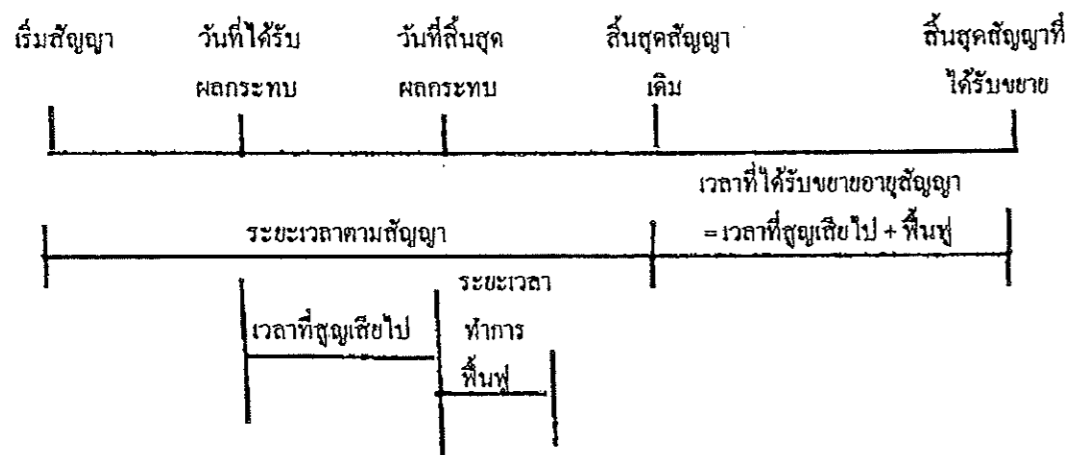 เริ่มสัญญา วันที่ได้รับ วันที่สิ้นสุด สิ้นสุดสัญญา สิ้นสุดสัญญาที่
ผลกระทบ ผลกระทบ เดิม ได้รับขยาย
เวลาที่ได้รับขยายอายุสัญญา
ระยะเวลาตามสัญญา =เวลาที่สูญเสียไป + ฟื้นฟู
ระยะเวลา
เวลาที่สูญเสียไป ทำการ
ฟื้นฟู